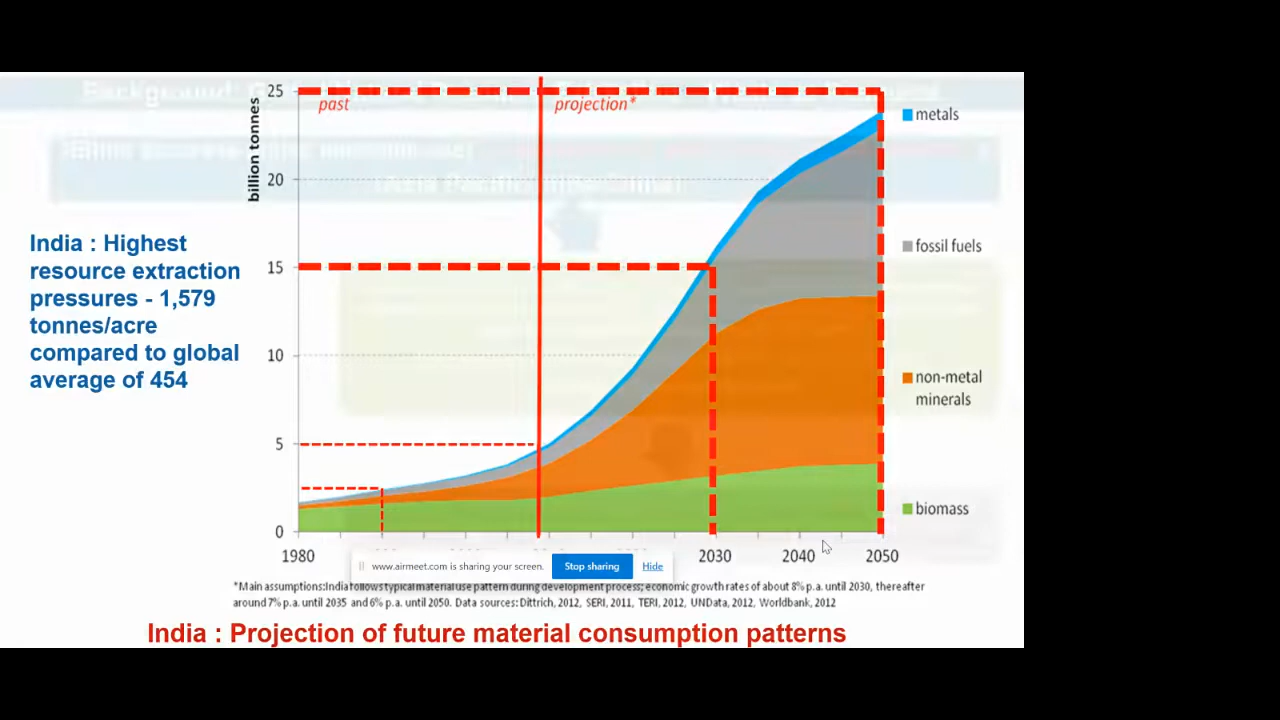 25
past
projection*
metals
billion tonnes
20
India : Highest
resource extraction
pressures - 1,579
tonnes/acre
compared to global
average of 454
fossil fuels
15
10
non-metal
minerals
5
biomass
0
1980
2030
2040
2050
www.airmeet.com is sharing your screen.
Stop sharing
Hide
*Main assumptions:India follows typical material use pattern during development process; economic growth rates of about 8% p.a. until 2030, thereafter
around 7% p.a. until 2035 and 6% p.a. until 2050. Data sources: Dittrich, 2012, SERI, 2011, TERI, 2012, UNData, 2012, Worldbank, 2012
India : Projection of future material consumption patterns